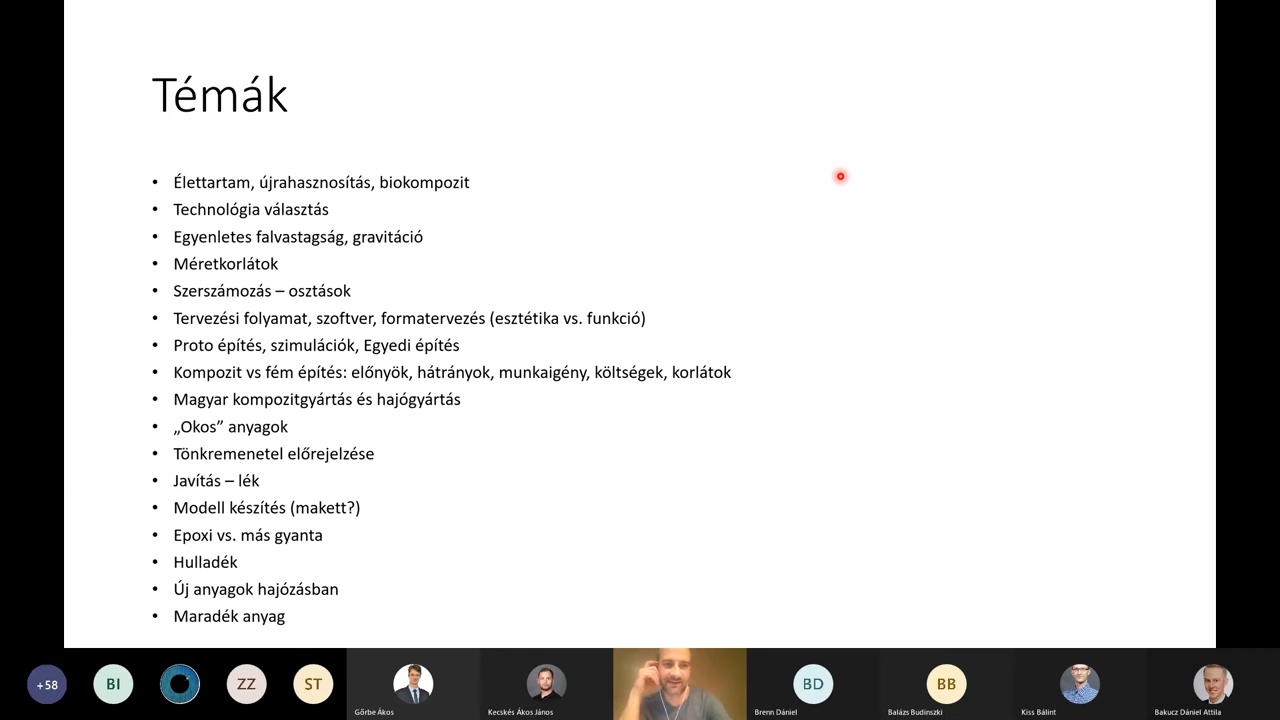 Témák
• Élettartam, újrahasznosítás, biokompozit
• Technológia választás
• Egyenletes falvastagság, gravitáció
• Méretkorlátok
• Szerszámozás – osztások
• Tervezési folyamat, szoftver, formatervezés (esztétika vs. funkció)
• Proto építés, szimulációk, Egyedi építés
• Kompozit vs fém építés: előnyök, hátrányok, munkaigény, költségek, korlátok
• Magyar kompozitgyártás és hajógyártás
• „Okos” anyagok
• Tönkremenetel előrejelzése
• Javítás – lék
• Modell készítés (makett?)
• Epoxi vs. más gyanta
• Hulladék
• Új anyagok hajózásban
• Maradék anyag
+58 BI ZZ ST BD BB
Gőrbe Ákos Kecskés Ákos János Brenn Dániel Balázs Budinszki Kiss Bálint Bakucz Dániel Attila